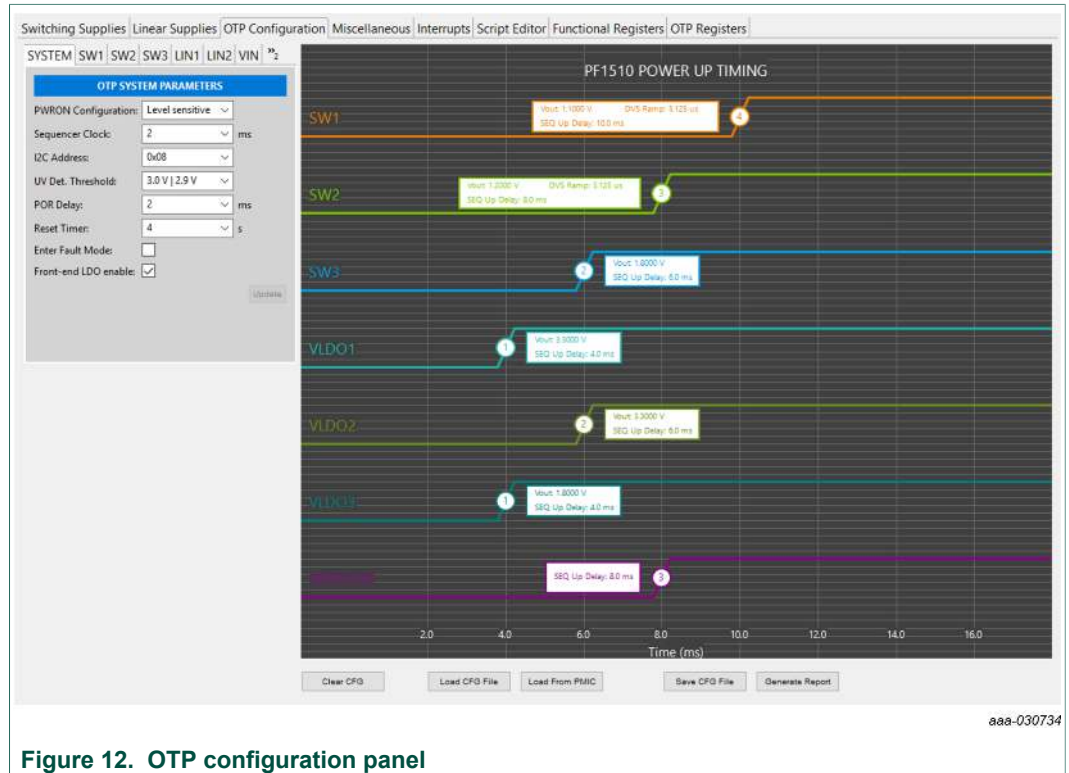 Switching Supplies Linear Supplies OTP Configuration Miscellaneous Interrupts Script Editor Functional Registers OTP Registers
SYSTEM SW1 SW2 SW3 LIN1 LIN2 VIN "2
OTP SYSTEM PARAMETERS
PWRON Configuration: Level sensitive
Sequencer Clock: 2 ms
I2C Address: 0x08
UV Det. Threshold: 3.0 V | 2.9 V
POR Delay: 2 ms
Reset Timer: 4 s
Enter Fault Mode:
Front-end LDO enable:
Update
PF1510 POWER UP TIMING
SW1
Vout: 1.1000 V DVS Ramp: 3.125 us
SEQ Up Delay: 10.0 ms
4
SW2
Vout: 1.2000 V DVS Ramp: 3.125 us
SEQ Up Delay: 8.0 ms
3
SW3
2
Vout: 1.8000 V
SEQ Up Delay: 6.0 ms
VLDO1
1
Vout: 3.3000 V
SEQ Up Delay: 4.0 ms
VLDO2
2
Vout: 3.3000 V
SEQ Up Delay: 6.0 ms
VLDO3
1
Vout: 1.8000 V
SEQ Up Delay: 4.0 ms
SEQ Up Delay: 8.0 ms
3
2.0 4.0 6.0 8.0 10.0 12.0 14.0 16.0
Time (ms)
Clear CFG Load CFG File Load From PMIC Save CFG File Generate Report
aaa-030734
Figure 12. OTP configuration panel